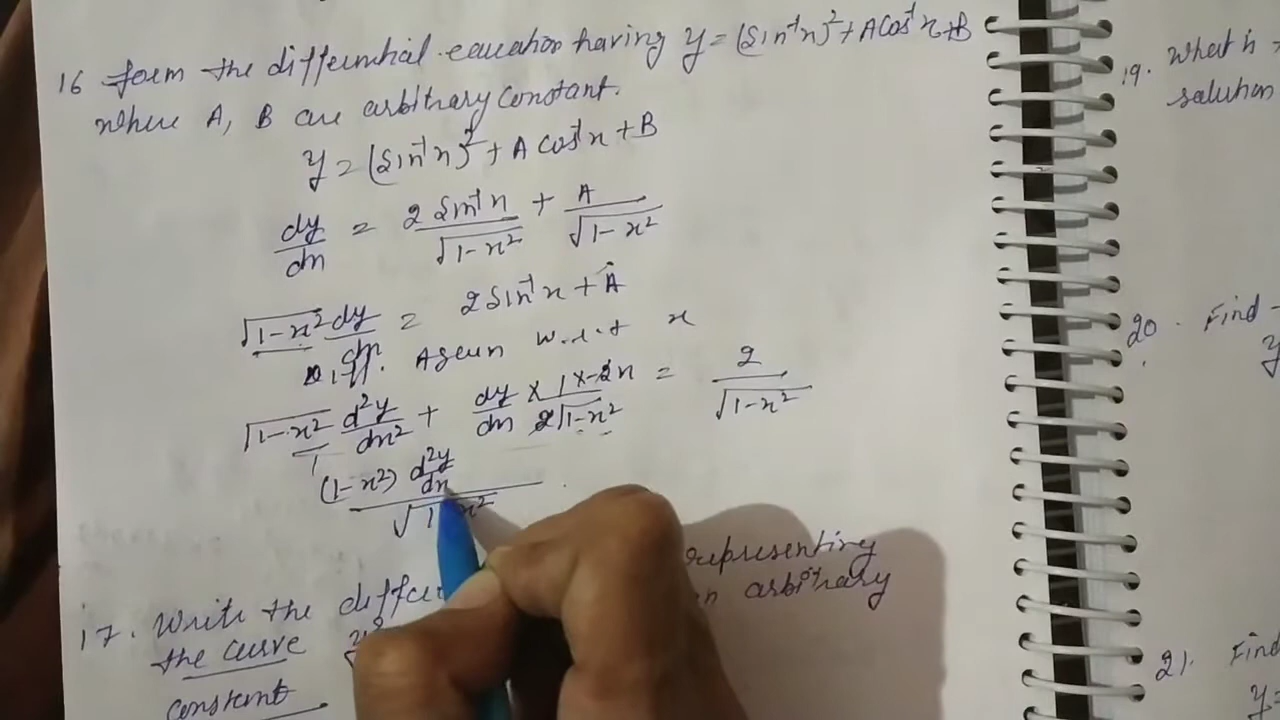 16 form the differential equation having y = (Sin⁻¹x)² + A Cos⁻¹x + B
where A, B are arbitrary constant.
y = (Sin⁻¹x)² + A Cos⁻¹x + B
dy/dx = 2 Sin⁻¹x/√1-x² + A/√1-x²
√1-x² dy/dx = 2 Sin⁻¹x + A
Diff. Ageun w.r.t x
√1-x² d²y/dx² + dy/dx × 1×-2x/2√1-x² = 2/√1-x²
(1-x²) d²y/dx
√1 x²
17. Write the diffe representing
the curve arbitrary
constant
19. What is
solution
20. Find
y
21. Find
y=